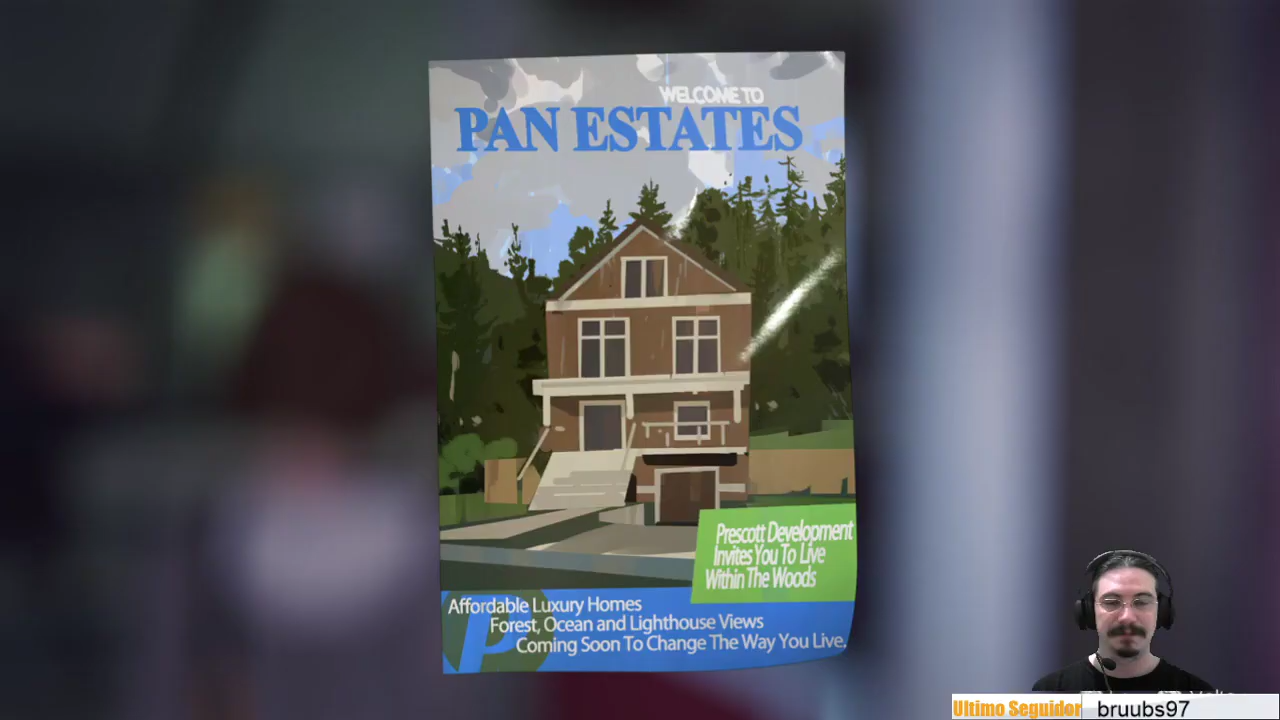 WELCOME TO
PAN ESTATES
Prescott Development
Invites You To Live
Within The Woods
Affordable Luxury Homes
Forest, Ocean and Lighthouse Views
Coming Soon To Change The Way You Live.
P
Ultimo Seguidor
bruubs97